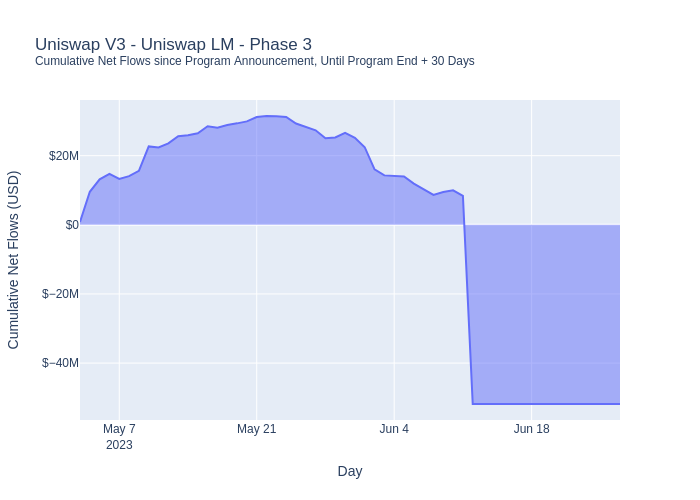 Uniswap V3 - Uniswap LM - Phase 3
Cumulative Net Flows since Program Announcement, Until Program End + 30 Days
Cumulative Net Flows (USD)
$20M
$0
$−20M
$−40M
May 7
2023
May 21
Jun 4
Jun 18
Day